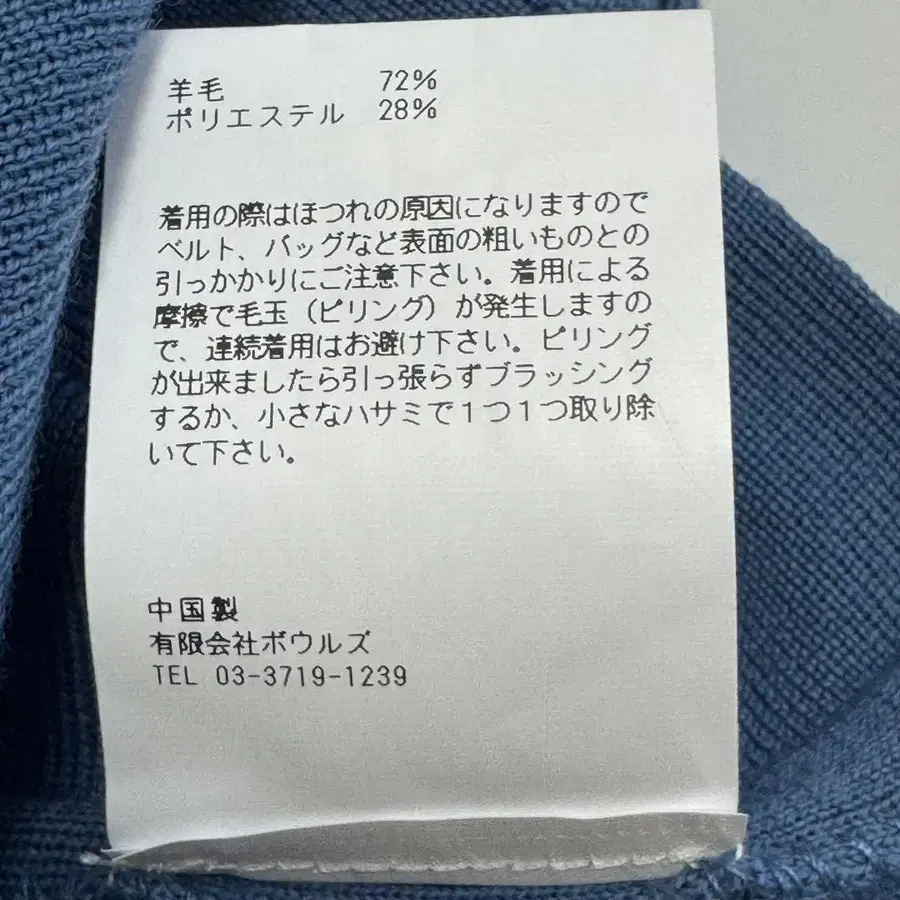 羊毛 72%
ポリエステル 28%
着用の際はほつれの原因になりますので
ベルト、バッグなど表面の粗いものとの
引っかかりにご注意下さい。着用による
摩擦で毛玉（ピリング）が発生しますの
で、連続着用はお避け下さい。ピリング
が出来ましたら引っ張らずブラッシング
するか、小さなハサミで１つ１つ取り除
いて下さい。
中国製
有限会社ボウルズ
TEL 03-3719-1239